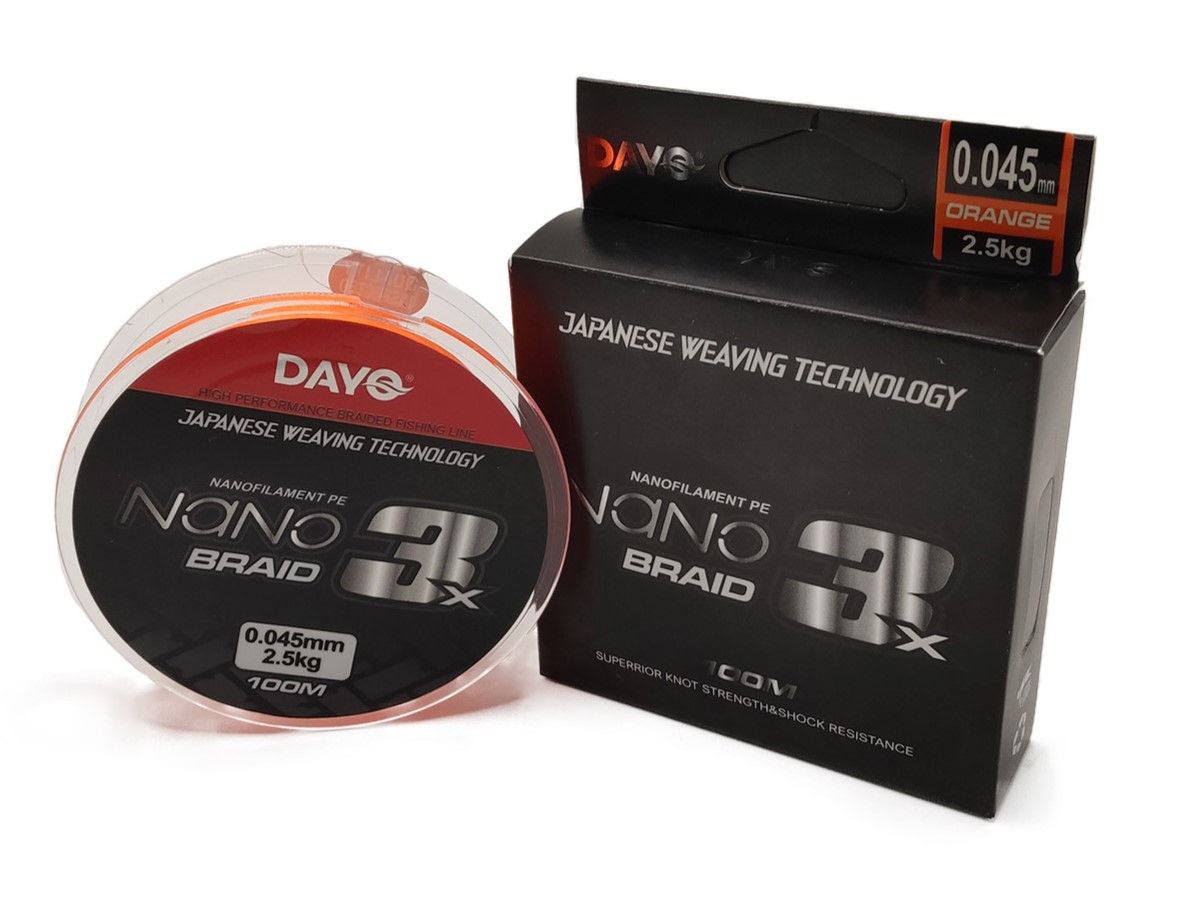 DAYO®
HIGH PERFORMANCE BRAIDED FISHING LINE
JAPANESE WEAVING TECHNOLOGY
NANOFILAMENT PE
NANO
BRAID
3X
0.045mm
2.5kg
100M
DAYO®
0.045mm
ORANGE
2.5kg
DAYO
JAPANESE WEAVING TECHNOLOGY
NANOFILAMENT PE
NANO
BRAID
3X
100M
SUPERRIOR KNOT STRENGTH&SHOCK RESISTANCE